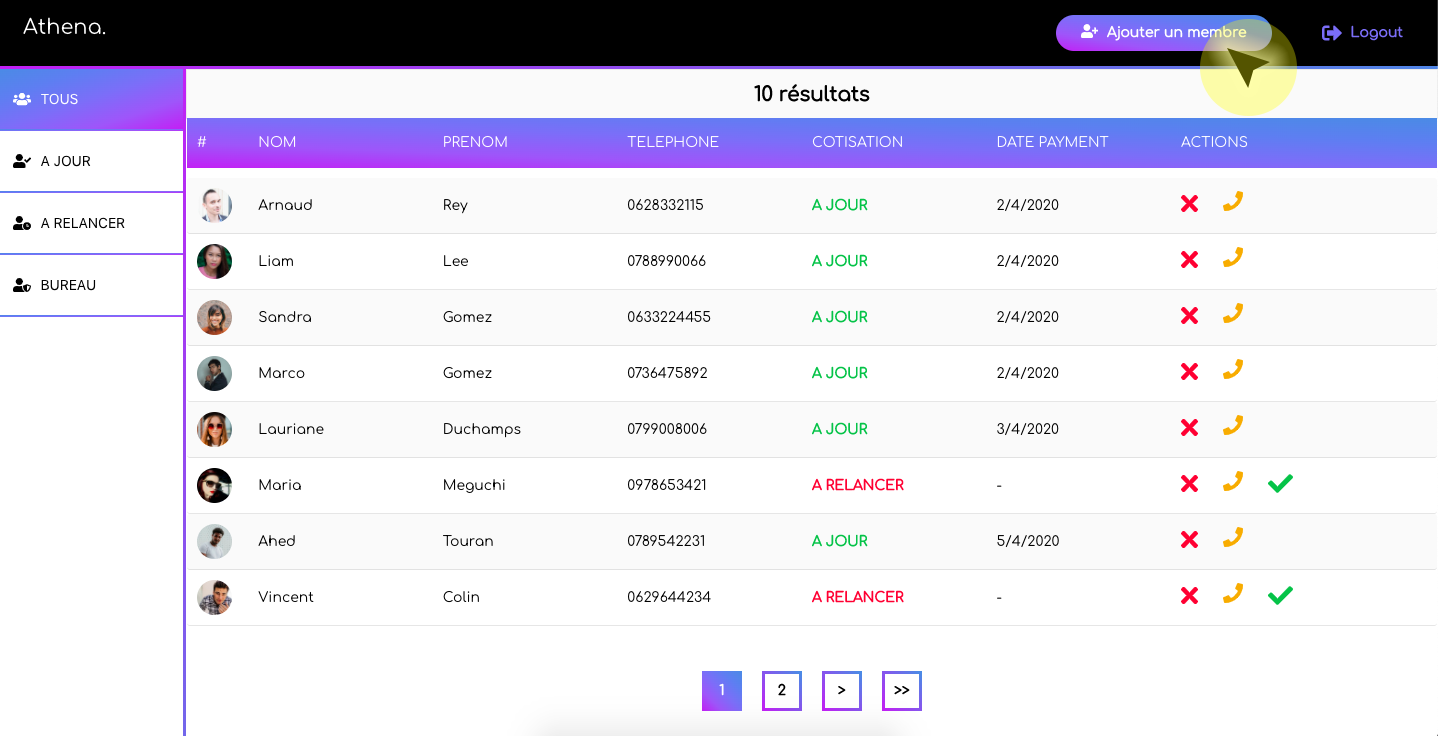 Athena.
Ajouter un membre
Logout
TOUS
A JOUR
A RELANCER
BUREAU
10 résultats
# NOM PRENOM TELEPHONE COTISATION DATE PAYMENT ACTIONS
Arnaud Rey 0628332115 A JOUR 2/4/2020
Liam Lee 0788990066 A JOUR 2/4/2020
Sandra Gomez 0633224455 A JOUR 2/4/2020
Marco Gomez 0736475892 A JOUR 2/4/2020
Lauriane Duchamps 0799008006 A JOUR 3/4/2020
Maria Meguchi 0978653421 A RELANCER -
Ahed Touran 0789542231 A JOUR 5/4/2020
Vincent Colin 0629644234 A RELANCER -
1 2 > >>